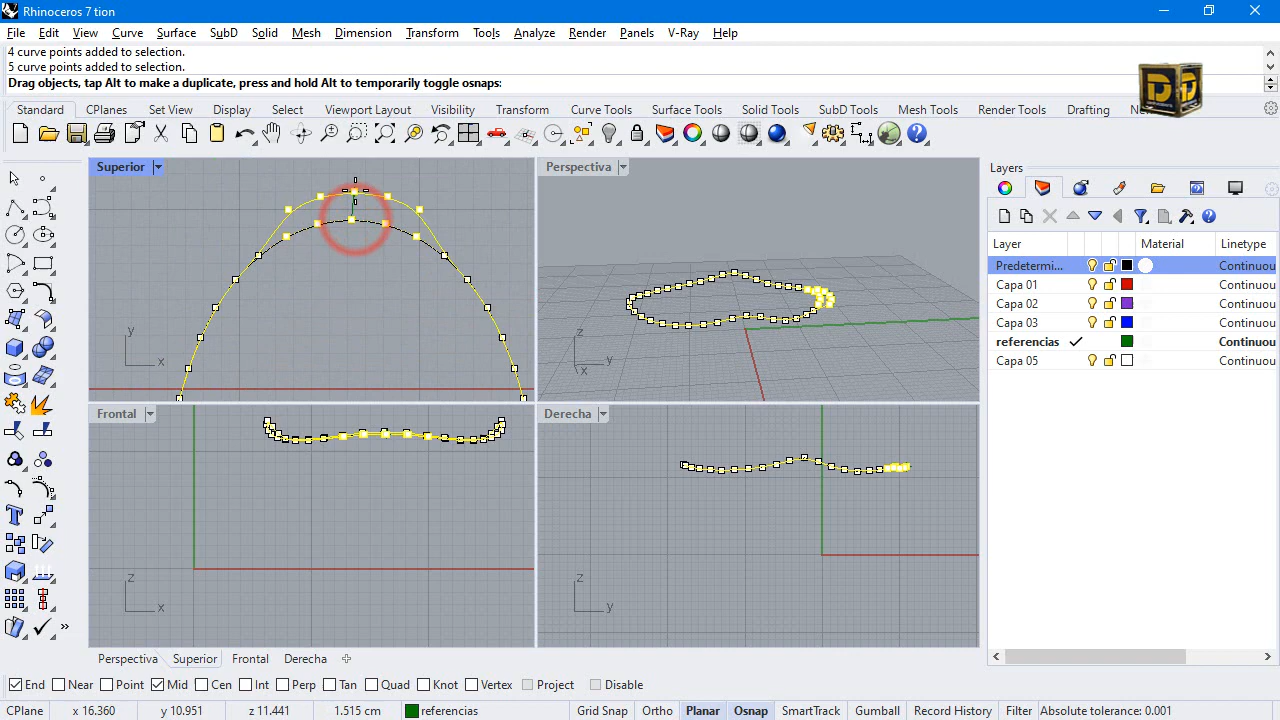 Rhinoceros 7 tion
File Edit View Curve Surface SubD Solid Mesh Dimension Transform Tools Analyze Render Panels V-Ray Help
4 curve points added to selection.
5 curve points added to selection.
Drag objects, tap Alt to make a duplicate, press and hold Alt to temporarily toggle osnaps:
Standard CPlanes Set View Display Select Viewport Layout Visibility Transform Curve Tools Surface Tools Solid Tools SubD Tools Mesh Tools Render Tools Drafting
Superior
Perspectiva
Layers
Layer Material Linetype
Predetermi... Continuou
Capa 01 Continuou
Capa 02 Continuou
Capa 03 Continuou
referencias Continuou
Capa 05 Continuou
y
x
z
y
x
Frontal
Derecha
z
x
z
y
Perspectiva Superior Frontal Derecha
End Near Point Mid Cen Int Perp Tan Quad Knot Vertex Project Disable
CPlane x 16.360 y 10.951 z 11.441 1.515 cm referencias Grid Snap Ortho Planar Osnap SmartTrack Gumball Record History Filter Absolute tolerance: 0.001